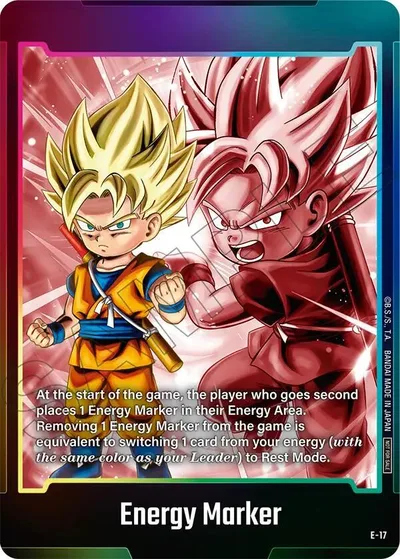 At the start of the game, the player who goes second
places 1 Energy Marker in their Energy Area.
Removing 1 Energy Marker from the game is
equivalent to switching 1 card from your energy (with
the same color as your Leader) to Rest Mode.
©B.S./S., T.A.
BANDAI MADE IN JAPAN
NOT FOR SALE
Energy Marker
E-17